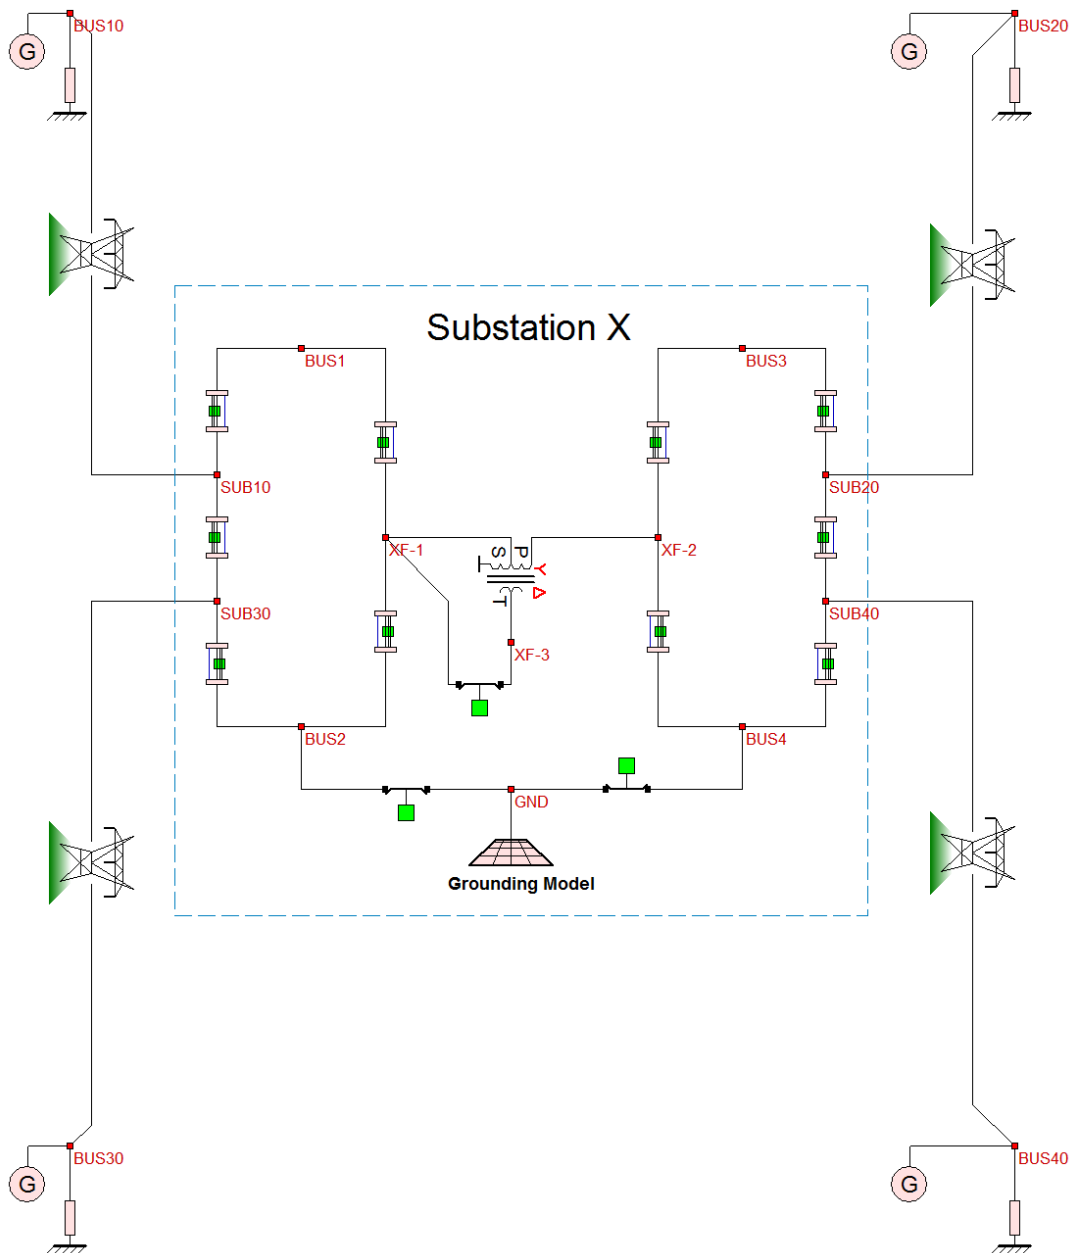 BUS10
BUS20
G
G
Substation X
BUS1
BUS3
SUB10
SUB20
XF-1
S
P
Y
Δ
T
XF-2
SUB30
SUB40
XF-3
BUS2
BUS4
GND
Grounding Model
BUS30
BUS40
G
G